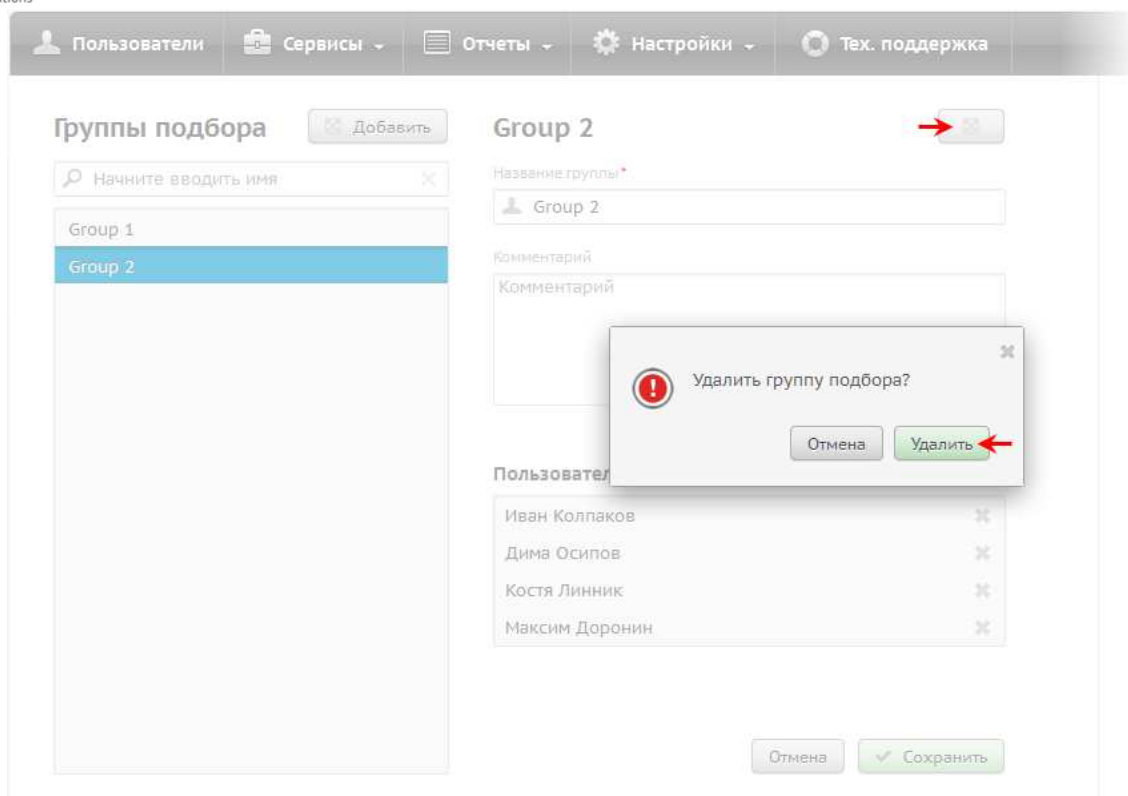 Пользователи Сервисы Отчеты Настройки Тех. поддержка
Группы подбора Добавить
Начните вводить имя
Group 1
Group 2
Group 2
Название группы*
Group 2
Комментарий
Комментарий
Удалить группу подбора?
Отмена Удалить
Иван Колпаков
Дима Осипов
Костя Линник
Максим Доронин
Отмена Сохранить